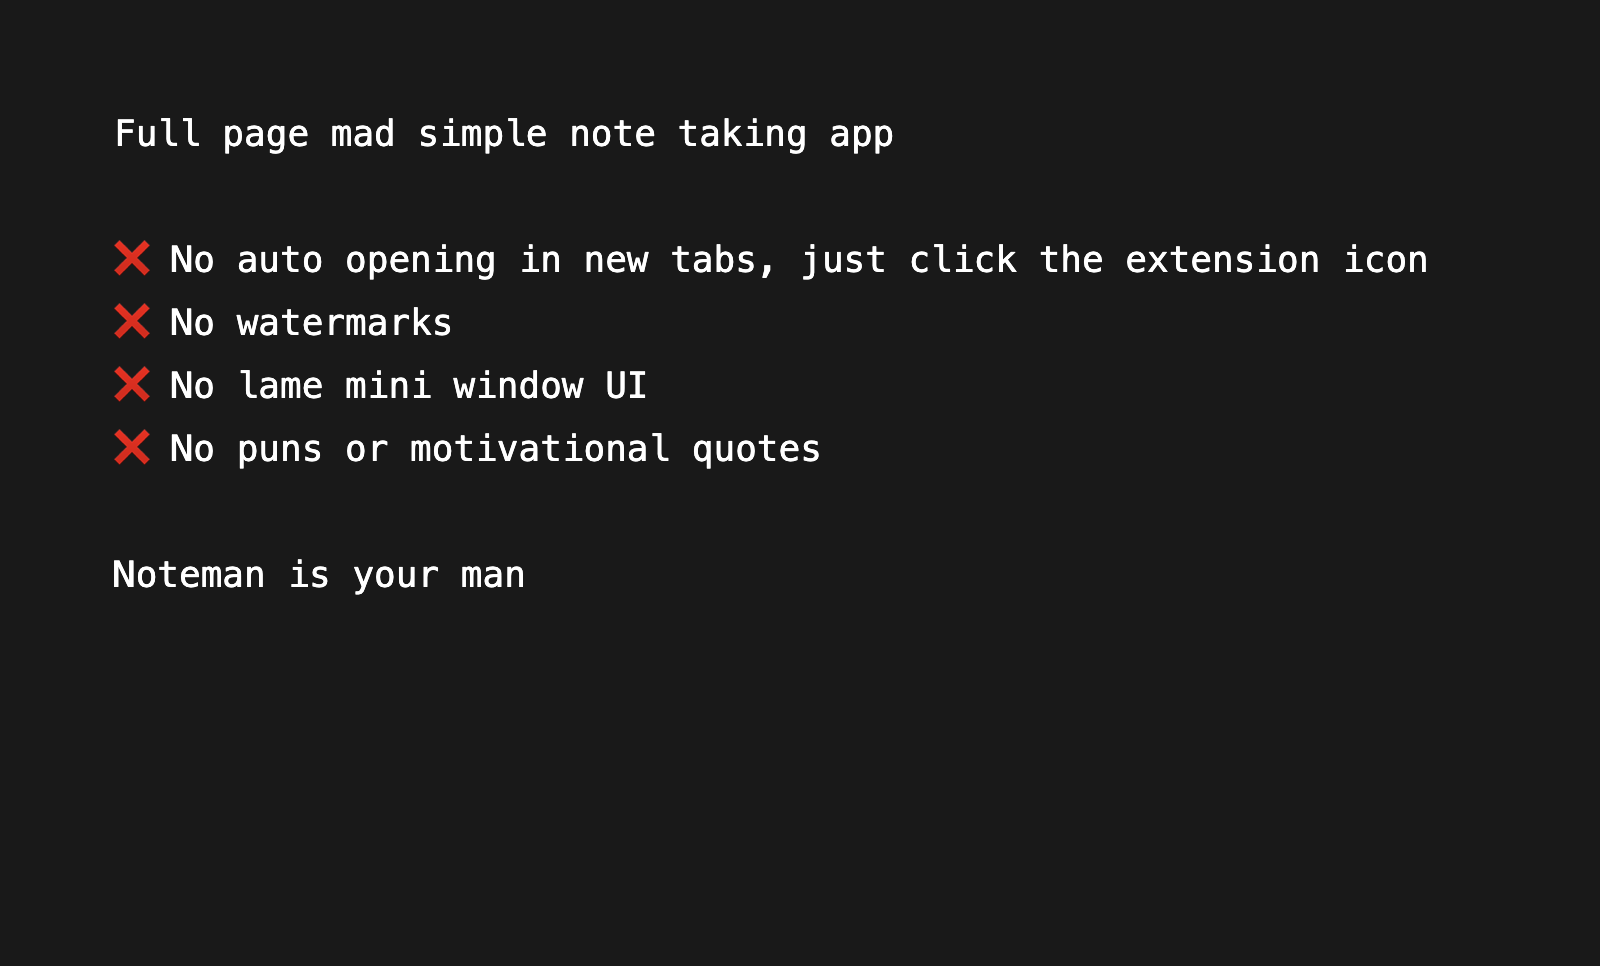 Full page mad simple note taking app
❌ No auto opening in new tabs, just click the extension icon
❌ No watermarks
❌ No lame mini window UI
❌ No puns or motivational quotes
Noteman is your man